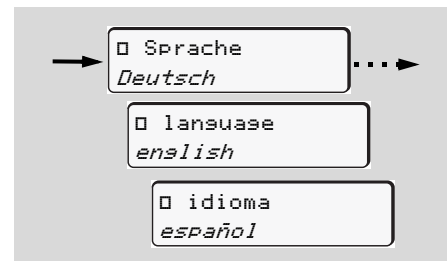 □ Sprache
Deutsch
□ language
english
□ idioma
español